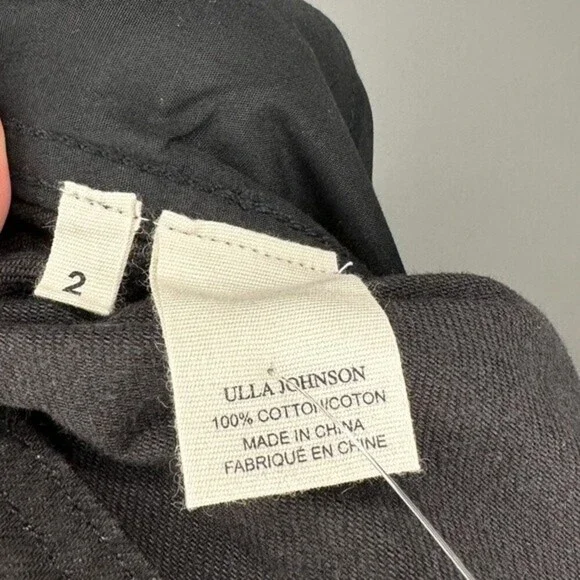 2
ULLA JOHNSON
100% COTTON/COTON
MADE IN CHINA
FABRIQUÉ EN CHINE